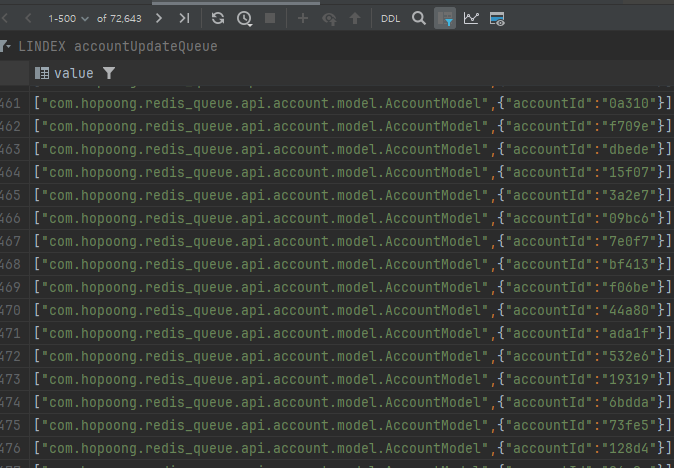 1-500 of 72,643 DDL
LINDEX accountUpdateQueue
value
461 ["com.hopoong.redis_queue.api.account.model.AccountModel",{"accountId":"0a310"}]
462 ["com.hopoong.redis_queue.api.account.model.AccountModel",{"accountId":"f709e"}]
463 ["com.hopoong.redis_queue.api.account.model.AccountModel",{"accountId":"dbede"}]
464 ["com.hopoong.redis_queue.api.account.model.AccountModel",{"accountId":"15f07"}]
465 ["com.hopoong.redis_queue.api.account.model.AccountModel",{"accountId":"3a2e7"}]
466 ["com.hopoong.redis_queue.api.account.model.AccountModel",{"accountId":"09bc6"}]
467 ["com.hopoong.redis_queue.api.account.model.AccountModel",{"accountId":"7e0f7"}]
468 ["com.hopoong.redis_queue.api.account.model.AccountModel",{"accountId":"bf413"}]
469 ["com.hopoong.redis_queue.api.account.model.AccountModel",{"accountId":"f06be"}]
470 ["com.hopoong.redis_queue.api.account.model.AccountModel",{"accountId":"44a80"}]
471 ["com.hopoong.redis_queue.api.account.model.AccountModel",{"accountId":"ada1f"}]
472 ["com.hopoong.redis_queue.api.account.model.AccountModel",{"accountId":"532e6"}]
473 ["com.hopoong.redis_queue.api.account.model.AccountModel",{"accountId":"19319"}]
474 ["com.hopoong.redis_queue.api.account.model.AccountModel",{"accountId":"6bdda"}]
475 ["com.hopoong.redis_queue.api.account.model.AccountModel",{"accountId":"73fe5"}]
476 ["com.hopoong.redis_queue.api.account.model.AccountModel",{"accountId":"128d4"}]